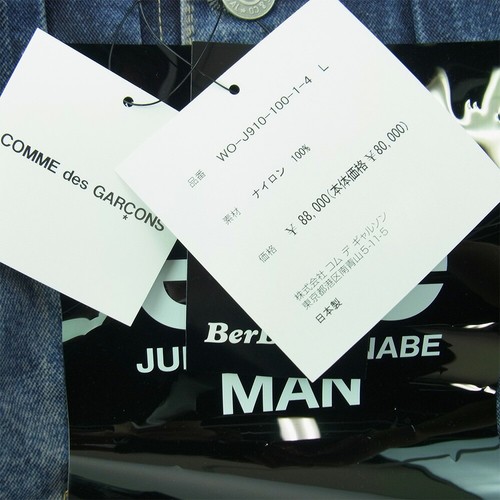 COMME des GARÇONS
品番 WO-J910-100-1-4 L
素材 ナイロン 100%
価格 ¥ 88,000(本体価格 ¥ 80,000)
株式会社 コム デ ギャルソン
東京都港区南青山5-11-5
日本製
MAN